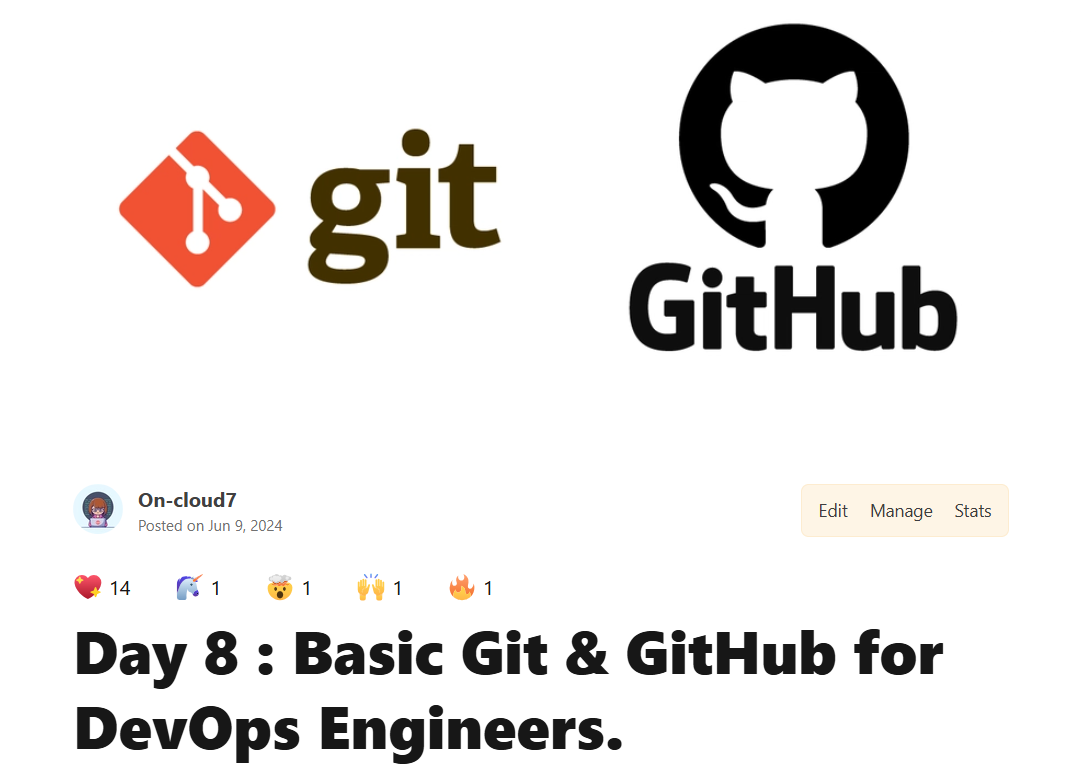 git
GitHub
On-cloud7
Posted on Jun 9, 2024
Edit Manage Stats
14 1 1 1 1
Day 8 : Basic Git & GitHub for
DevOps Engineers.